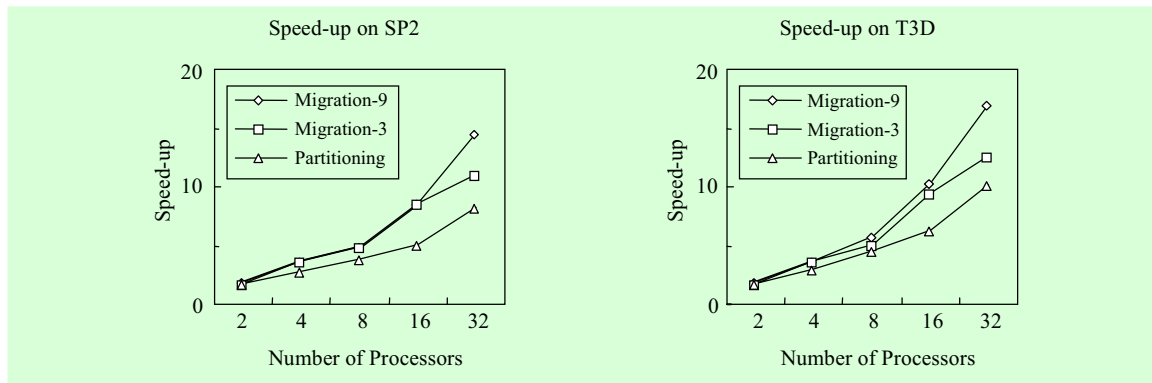 Speed-up on SP2
20
10
0
Speed-up
Migration-9
Migration-3
Partitioning
2 4 8 16 32
Number of Processors
Speed-up on T3D
20
10
0
Speed-up
Migration-9
Migration-3
Partitioning
2 4 8 16 32
Number of Processors